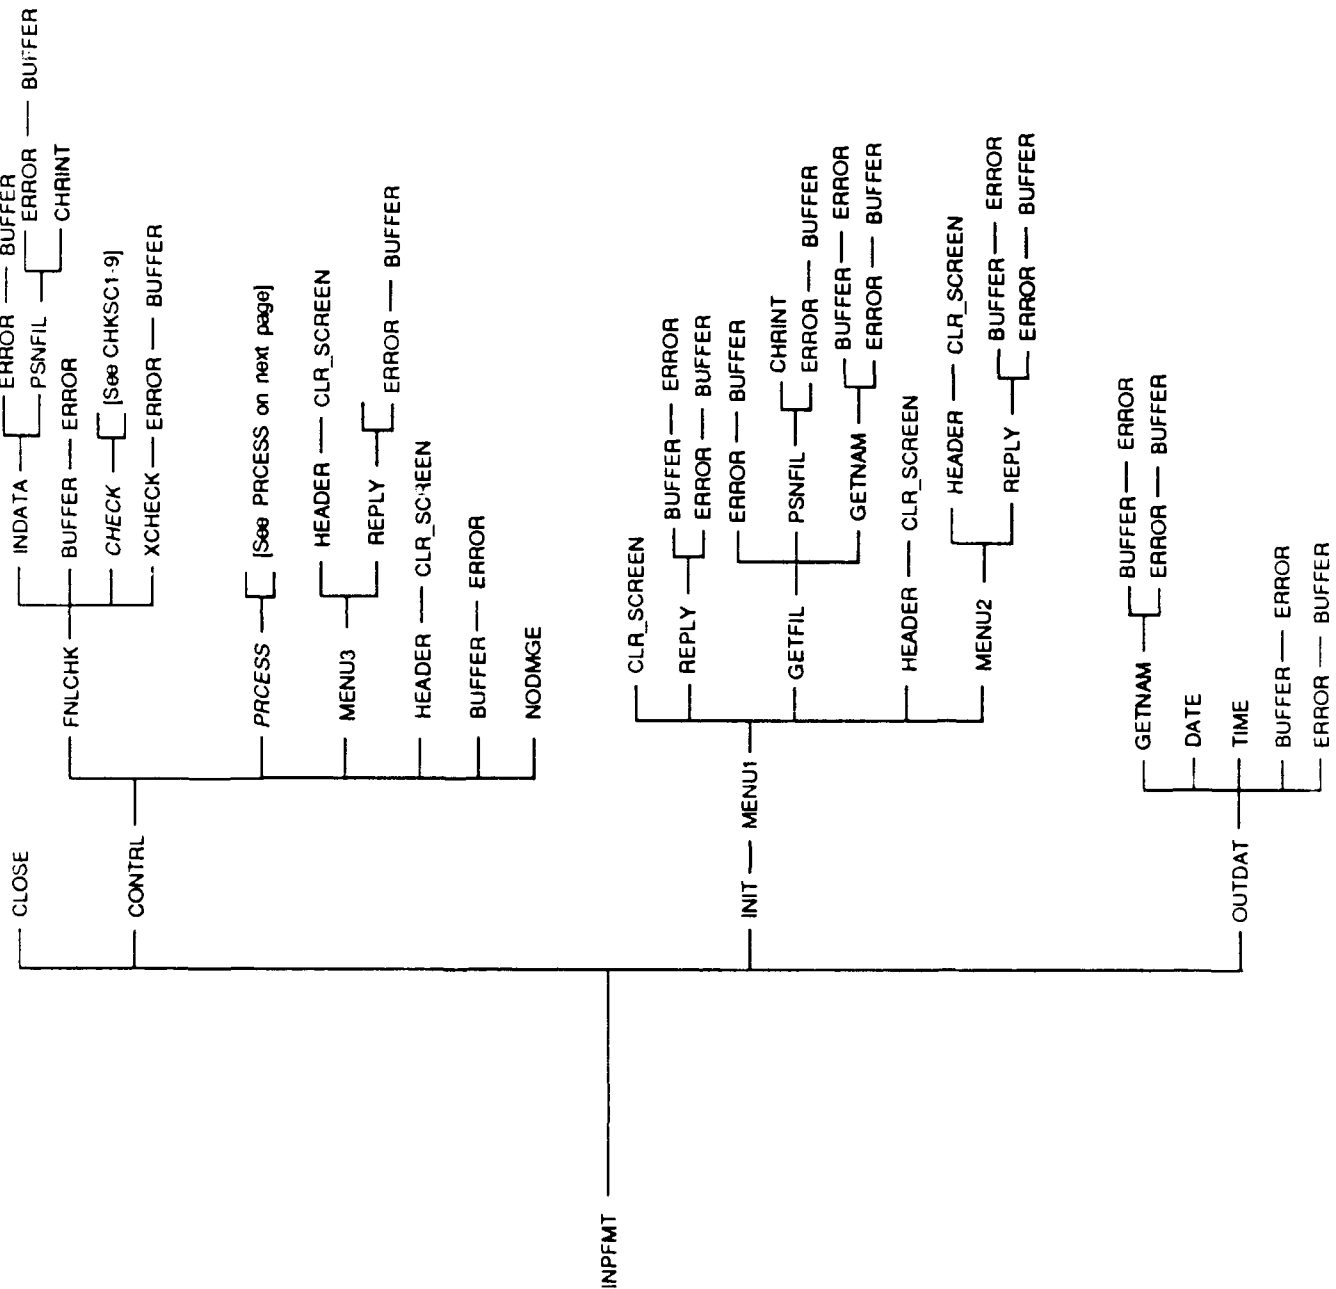 ERROR — BUFFER
CLOSE
INDATA
PSNFIL
ERROR — BUFFER
CHRINT
FNLCHK
BUFFER — ERROR
CHECK
[See CHKSC1-9]
CONTRL
XCHECK — ERROR — BUFFER
PRCESS
[See PRCESS on next page]
HEADER — CLR_SCREEN
MENU3
REPLY
ERROR — BUFFER
HEADER — CLR_SCREEN
BUFFER — ERROR
NODMGE
INPFMT
CLR_SCREEN
BUFFER — ERROR
REPLY
ERROR — BUFFER
ERROR — BUFFER
INIT — MENU1
CHRINT
GETFIL
PSNFIL
ERROR — BUFFER
BUFFER — ERROR
GETNAM
ERROR — BUFFER
HEADER — CLR_SCREEN
HEADER — CLR_SCREEN
MENU2
BUFFER — ERROR
REPLY
ERROR — BUFFER
BUFFER — ERROR
GETNAM
ERROR — BUFFER
DATE
OUTDAT
TIME
BUFFER — ERROR
ERROR — BUFFER